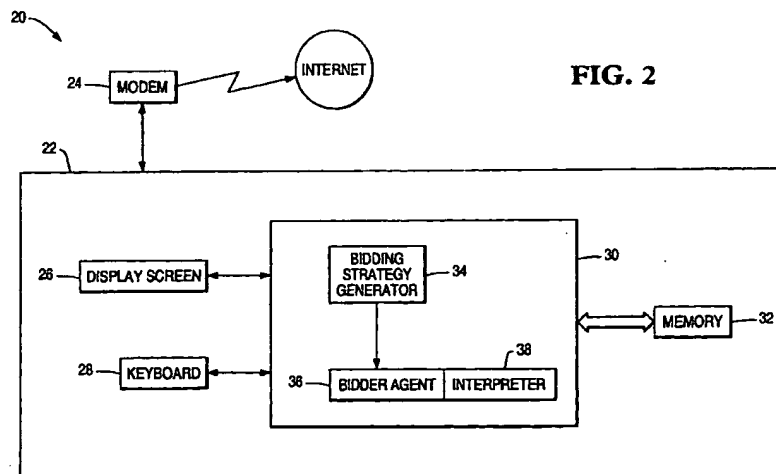 20
INTERNET
FIG. 2
24
MODEM
22
BIDDING
STRATEGY
GENERATOR
34
30
26
DISPLAY SCREEN
MEMORY
32
38
28
KEYBOARD
36
BIDDER AGENT
INTERPRETER